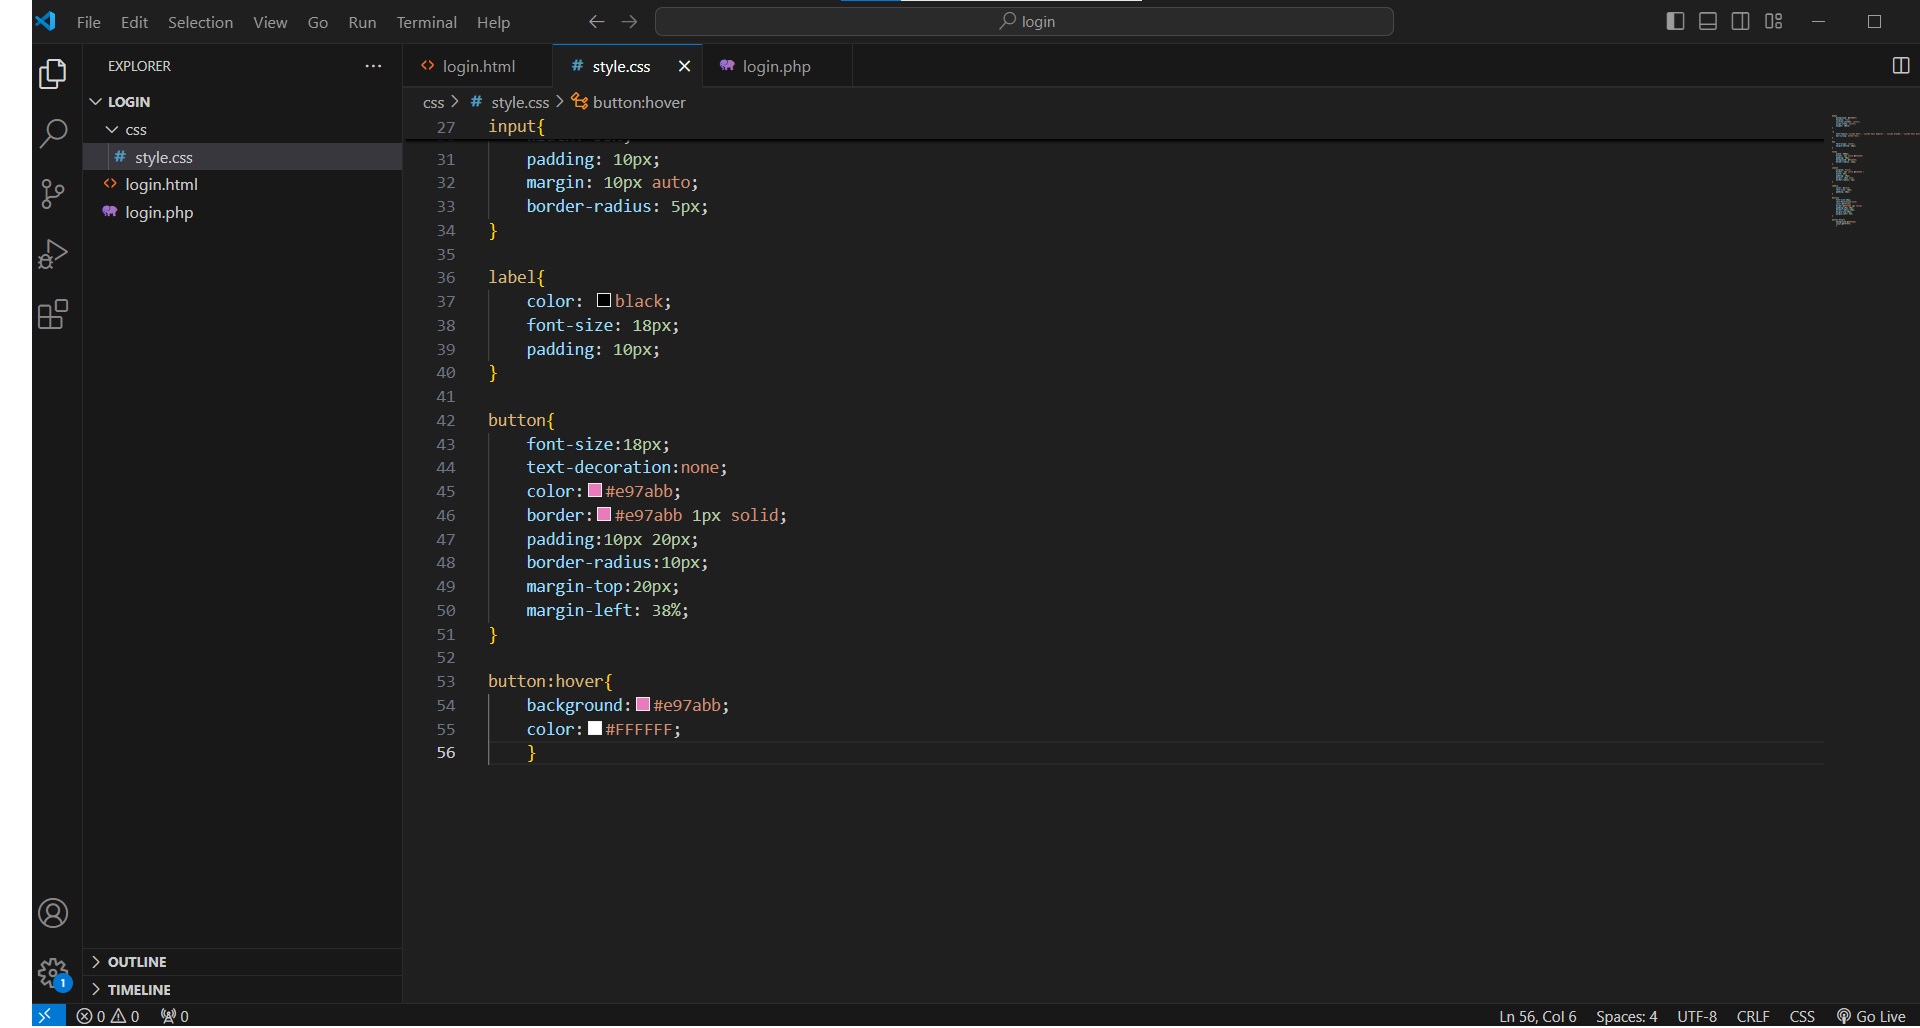 File Edit Selection View Go Run Terminal Help login
EXPLORER
LOGIN
css
style.css
login.html
login.php
OUTLINE
TIMELINE
login.html style.css login.php
css style.css button:hover
27 input{
31 padding: 10px;
32 margin: 10px auto;
33 border-radius: 5px;
34 }
35
36 label{
37 color: black;
38 font-size: 18px;
39 padding: 10px;
40 }
41
42 button{
43 font-size:18px;
44 text-decoration:none;
45 color:#e97abb;
46 border:#e97abb 1px solid;
47 padding:10px 20px;
48 border-radius:10px;
49 margin-top:20px;
50 margin-left: 38%;
51 }
52
53 button:hover{
54 background:#e97abb;
55 color:#FFFFFF;
56 }
1
0 0 0 Ln 56, Col 6 Spaces: 4 UTF-8 CRLF CSS Go Live